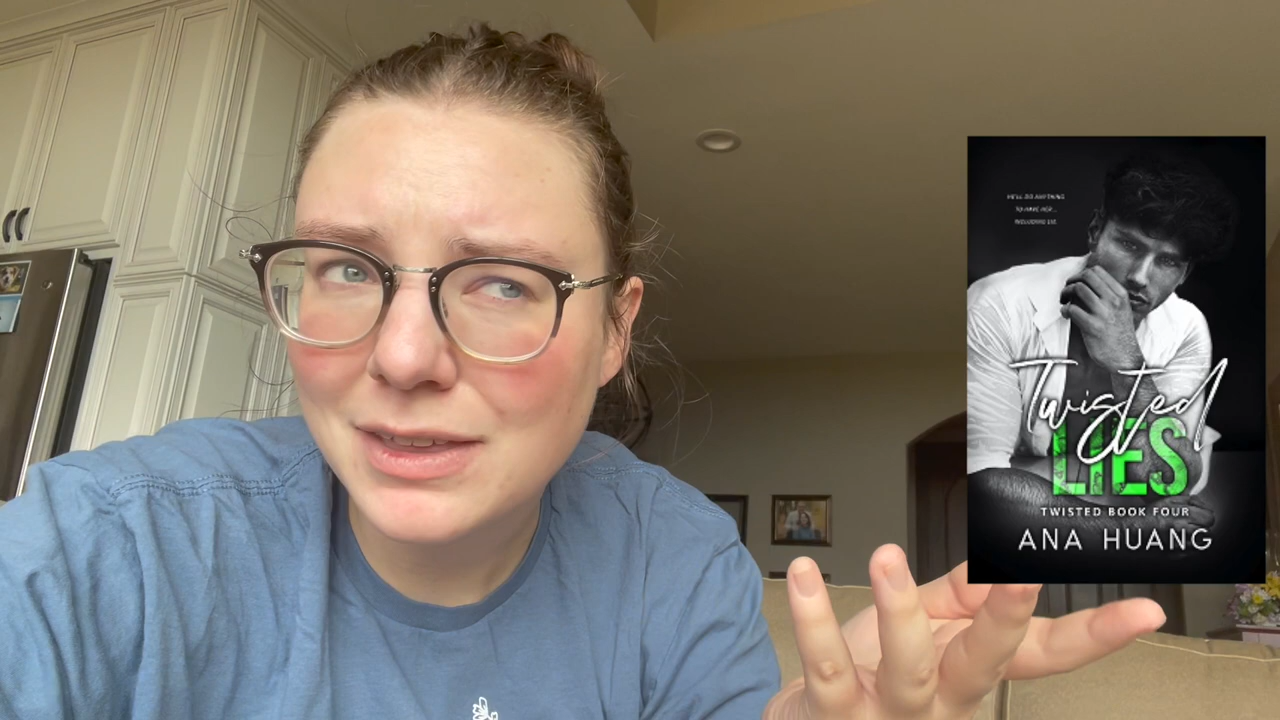 HE'LL DO ANYTHING
TO HAVE HER...
INCLUDING LIE.
Twisted
LIES
TWISTED BOOK FOUR
ANA HUANG